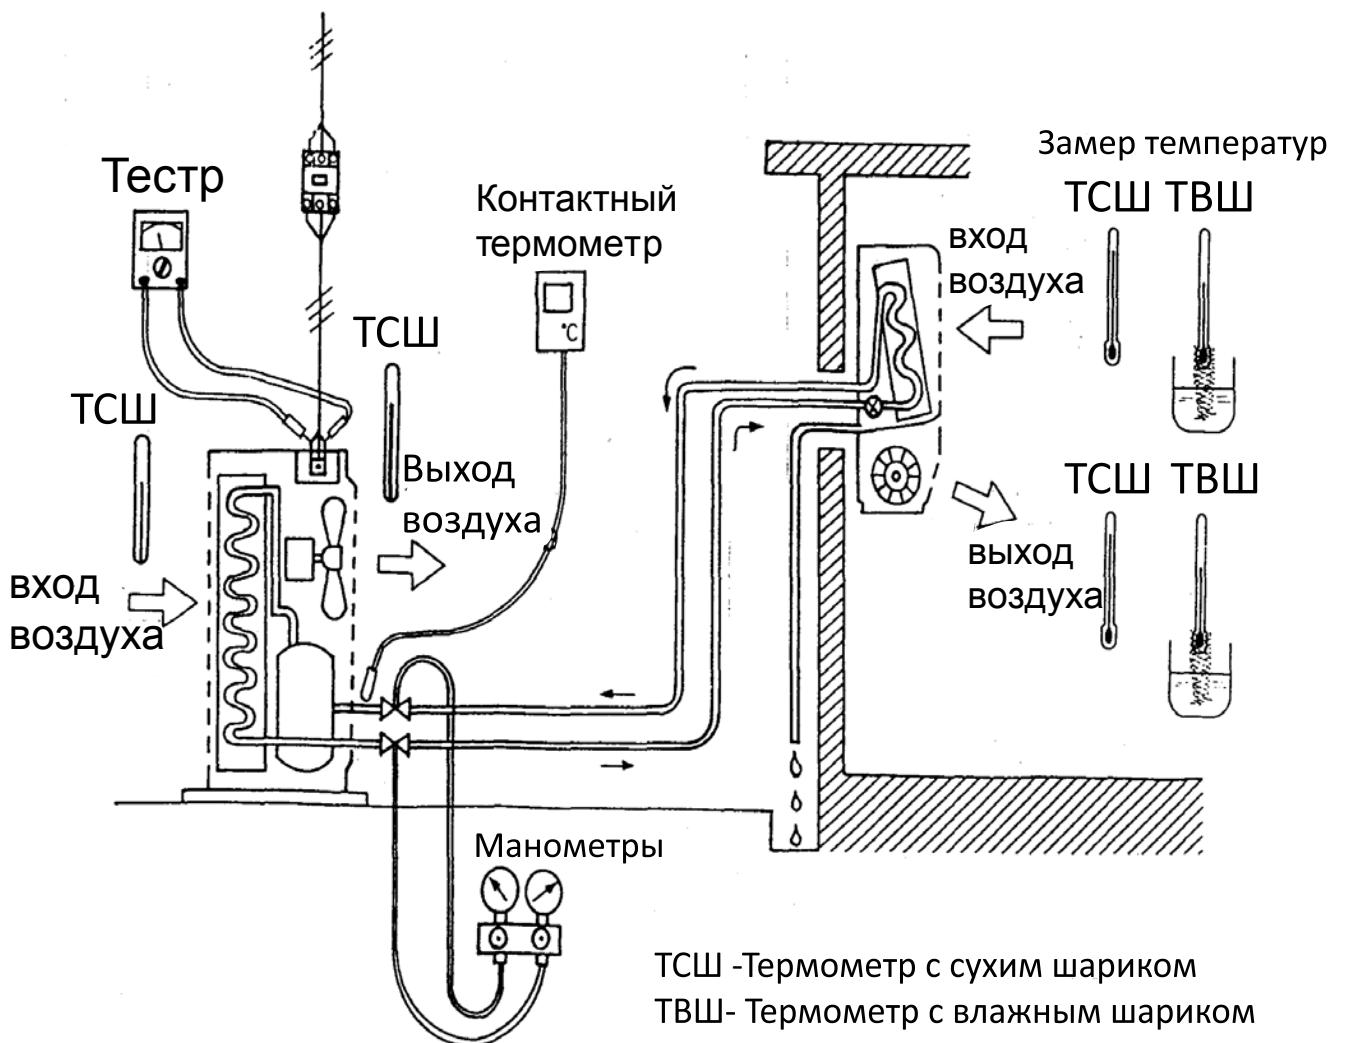 Замер температур
Тестр
Контактный
термометр
ТСШ ТВШ
вход
воздуха
°C
ТСШ
ТСШ
Выход
воздуха
ТСШ ТВШ
выход
воздуха
вход
воздуха
Манометры
ТСШ -Термометр с сухим шариком
ТВШ- Термометр с влажным шариком